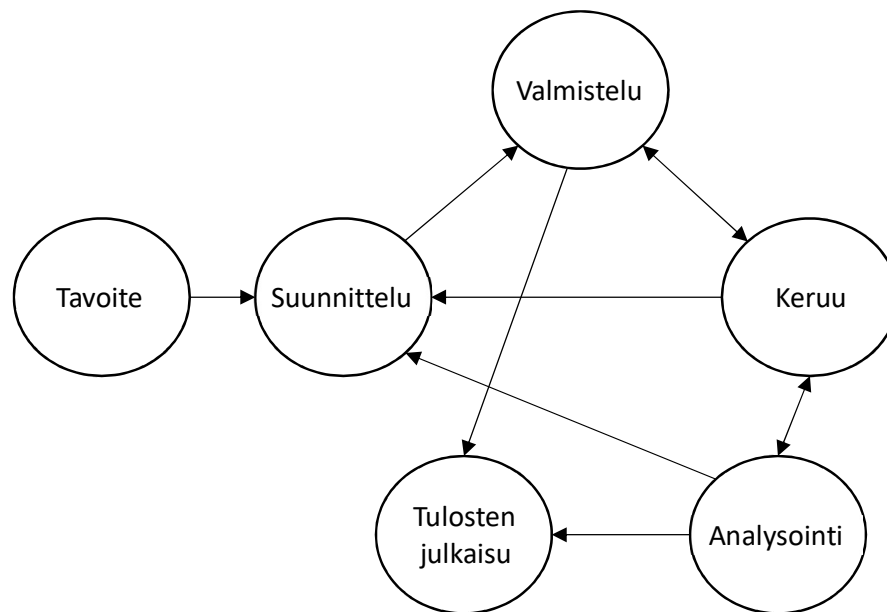 Valmistelu
Tavoite
Suunnittelu
Keruu
Tulosten
julkaisu
Analysointi